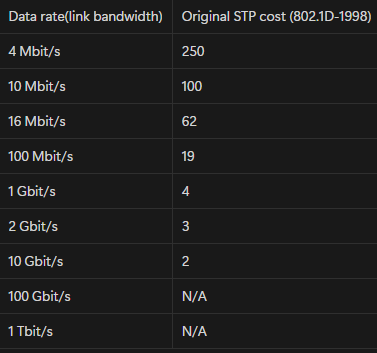 Data rate(link bandwidth) Original STP cost (802.1D-1998)
4 Mbit/s 250
10 Mbit/s 100
16 Mbit/s 62
100 Mbit/s 19
1 Gbit/s 4
2 Gbit/s 3
10 Gbit/s 2
100 Gbit/s N/A
1 Tbit/s N/A